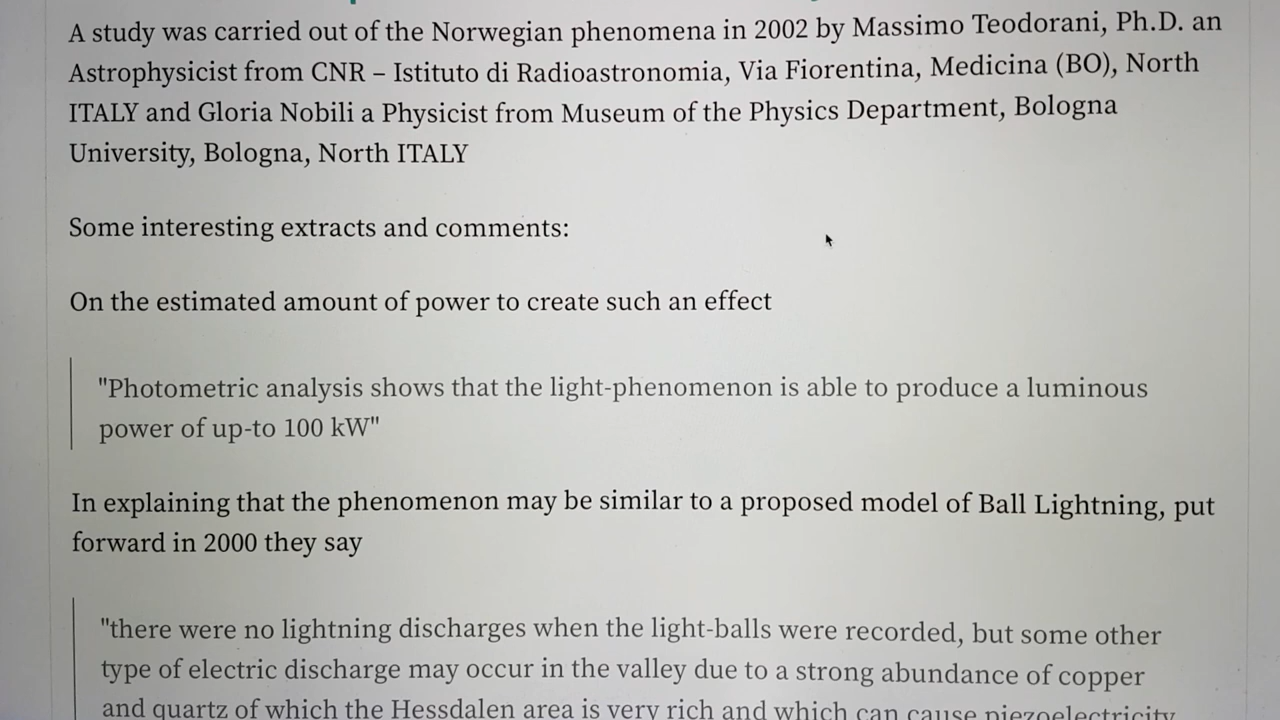 A study was carried out of the Norwegian phenomena in 2002 by Massimo Teodorani, Ph.D. an
Astrophysicist from CNR – Istituto di Radioastronomia, Via Fiorentina, Medicina (BO), North
ITALY and Gloria Nobili a Physicist from Museum of the Physics Department, Bologna
University, Bologna, North ITALY
Some interesting extracts and comments:
On the estimated amount of power to create such an effect
"Photometric analysis shows that the light-phenomenon is able to produce a luminous
power of up-to 100 kW"
In explaining that the phenomenon may be similar to a proposed model of Ball Lightning, put
forward in 2000 they say
"there were no lightning discharges when the light-balls were recorded, but some other
type of electric discharge may occur in the valley due to a strong abundance of copper
and quartz of which the Hessdalen area is very rich and which can cause piezoelectricity